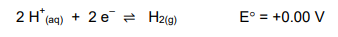 2 H⁺(aq) + 2 e⁻ ⇌ H₂(g) E° = +0.00 V